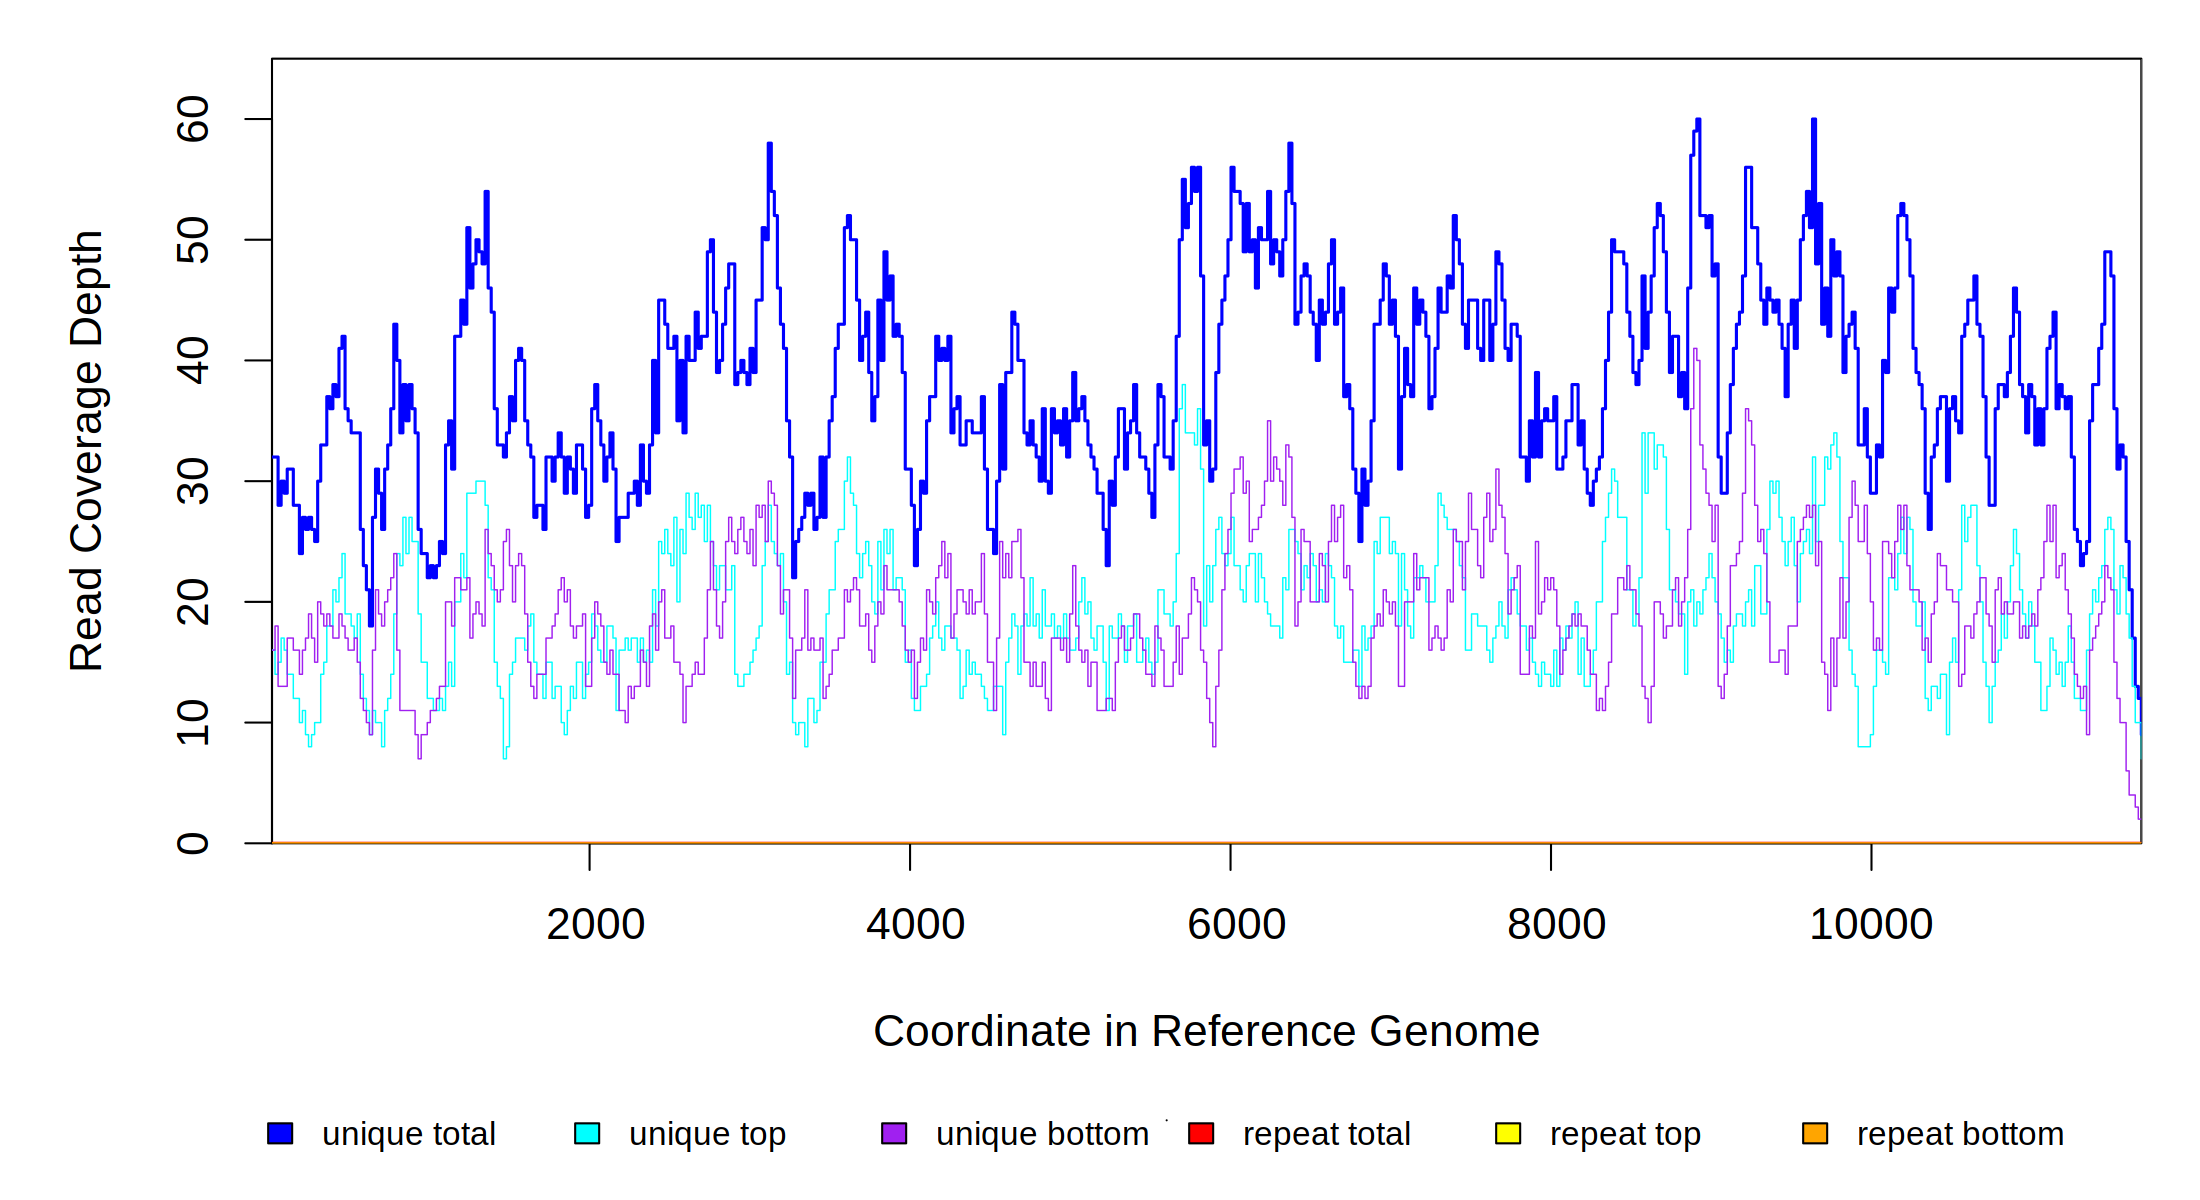 Read Coverage Depth
60
50
40
30
20
10
0
2000 4000 6000 8000 10000
Coordinate in Reference Genome
unique total unique top unique bottom repeat total repeat top repeat bottom